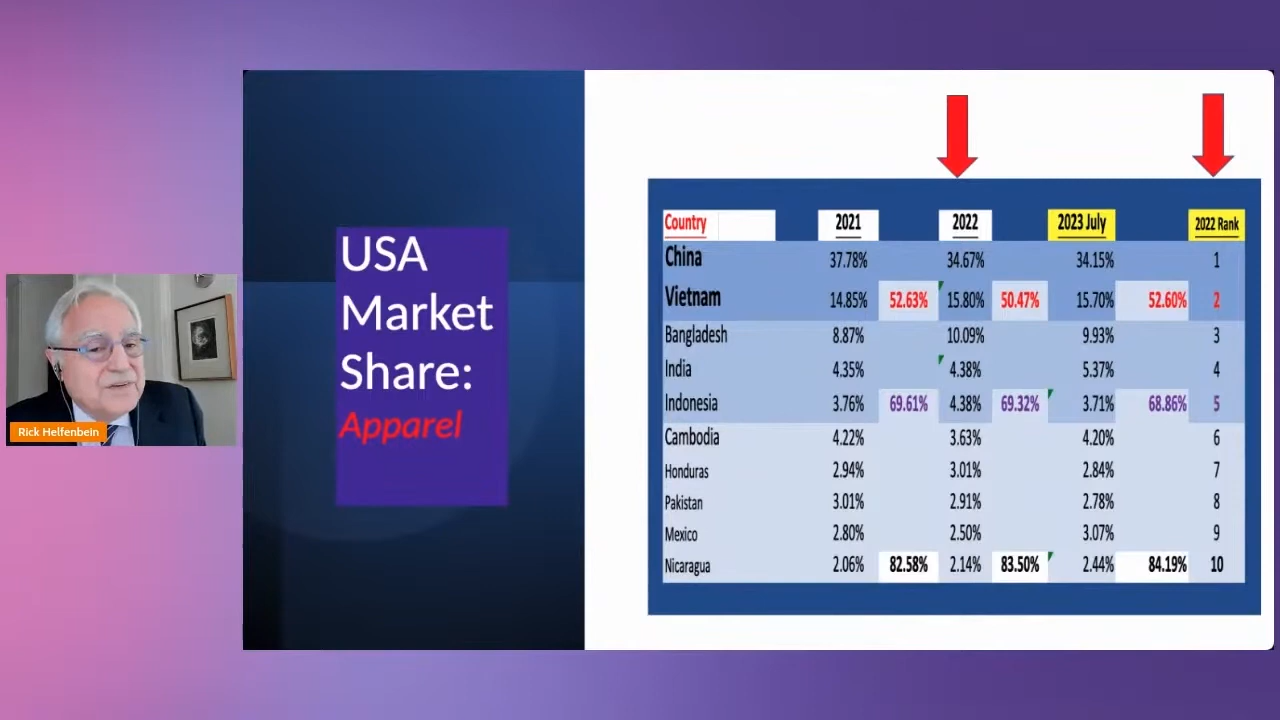 Rick Helfenbein
USA
Market
Share:
Apparel
Country 2021 2022 2023 July 2022 Rank
China 37.78% 34.67% 34.15% 1
Vietnam 14.85% 52.63% 15.80% 50.47% 15.70% 52.60% 2
Bangladesh 8.87% 10.09% 9.93% 3
India 4.35% 4.38% 5.37% 4
Indonesia 3.76% 69.61% 4.38% 69.32% 3.71% 68.86% 5
Cambodia 4.22% 3.63% 4.20% 6
Honduras 2.94% 3.01% 2.84% 7
Pakistan 3.01% 2.91% 2.78% 8
Mexico 2.80% 2.50% 3.07% 9
Nicaragua 2.06% 82.58% 2.14% 83.50% 2.44% 84.19% 10